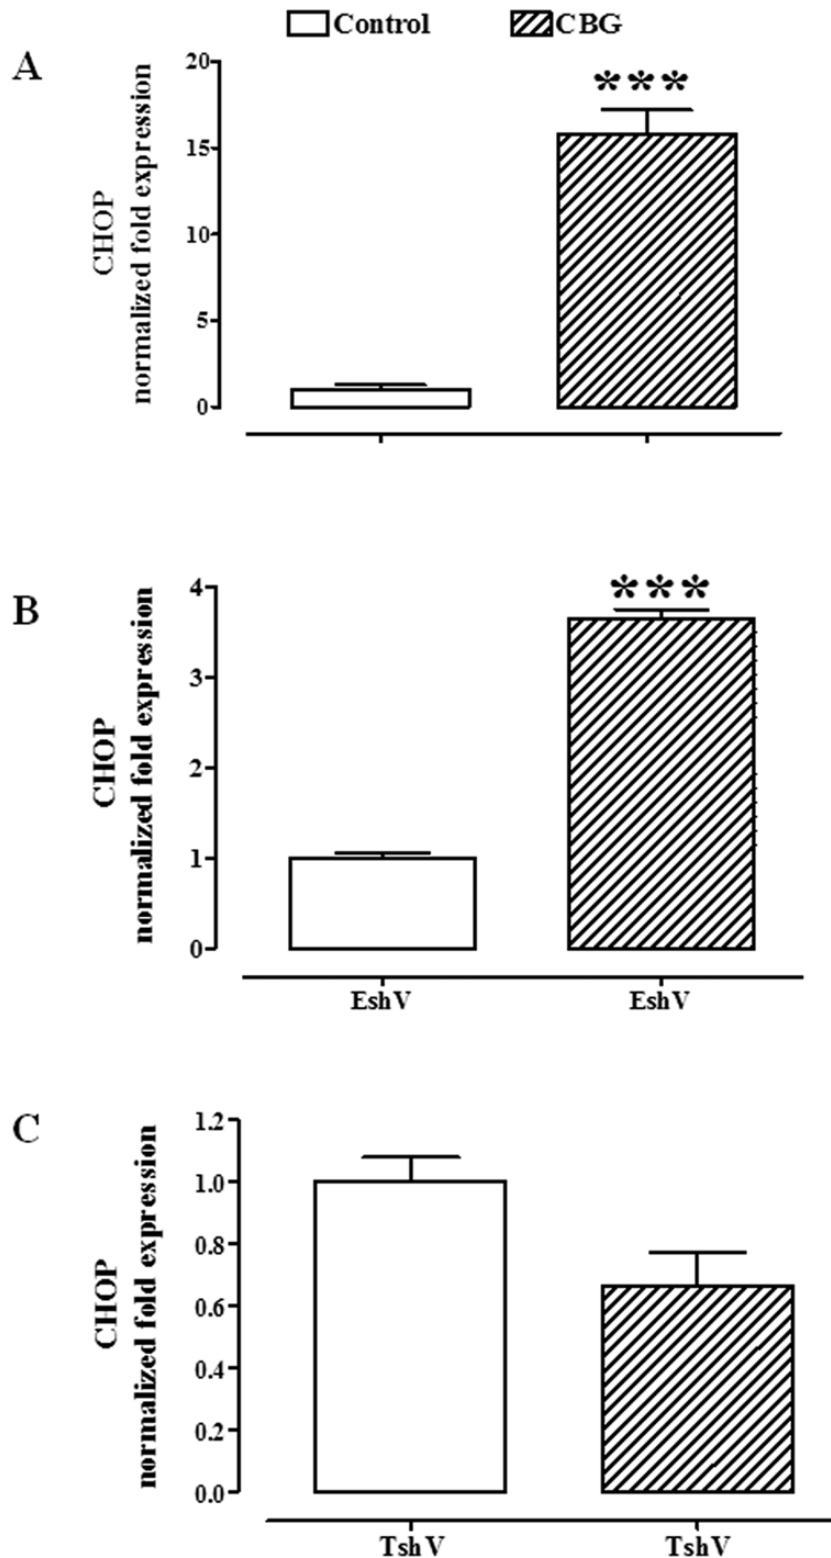 Control CBG
A
CHOP
normalized fold expression
20
15
10
5
0
***
B
CHOP
normalized fold expression
4
3
2
1
0
***
EshV EshV
C
CHOP
normalized fold expression
1.2
1.0
0.8
0.6
0.4
0.2
0.0
TshV TshV